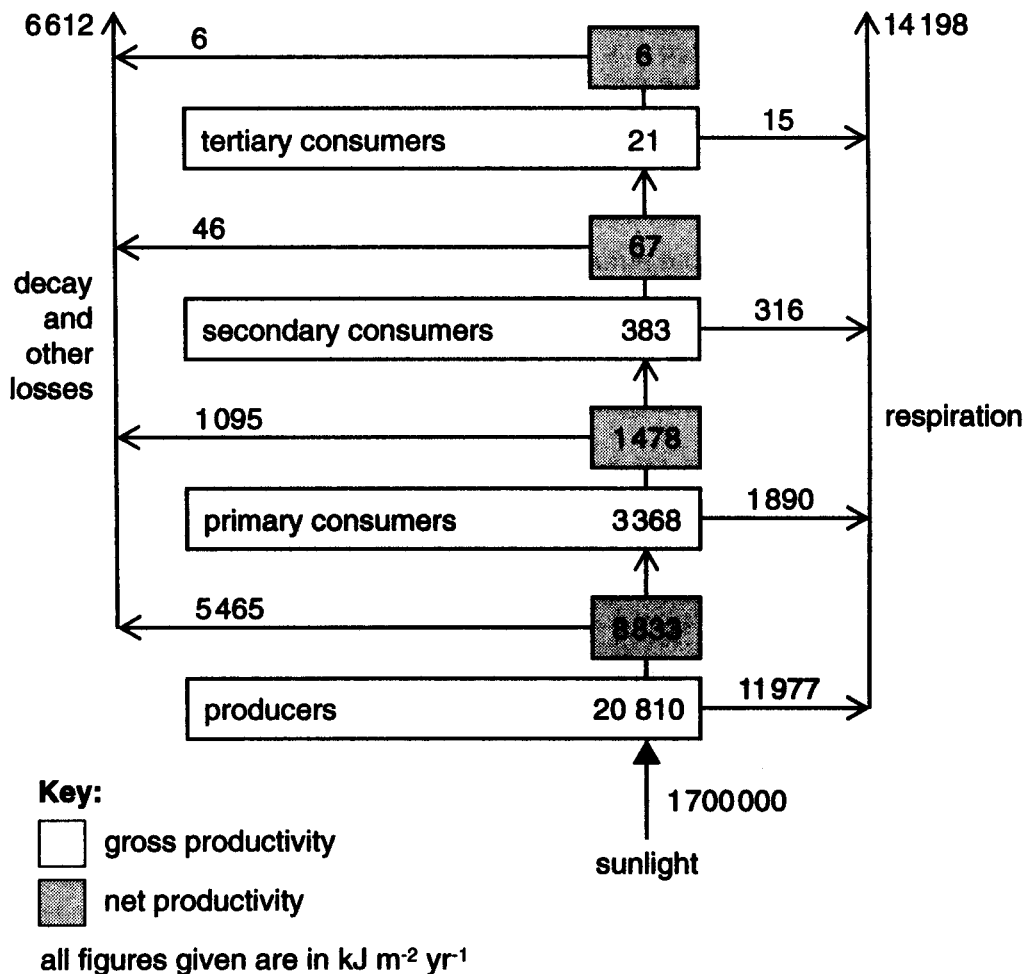 6612
14198
6
6
tertiary consumers 21
15
46
67
decay
and
other
losses
secondary consumers 383
316
1095
1478
respiration
primary consumers 3368
1890
5465
8833
producers 20 810
11977
1700000
sunlight
Key:
gross productivity
net productivity
all figures given are in kJ m⁻² yr⁻¹